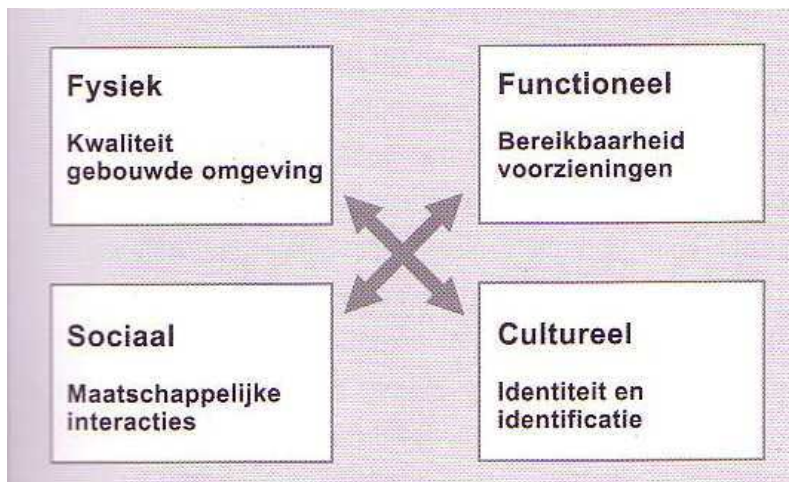 Fysiek
Kwaliteit
gebouwde omgeving
Functioneel
Bereikbaarheid
voorzieningen
Sociaal
Maatschappelijke
interacties
Cultureel
Identiteit en
identificatie